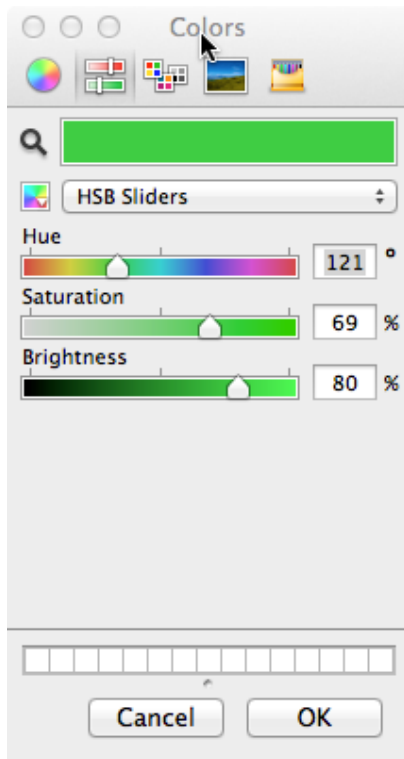 Colors
HSB Sliders
Hue
121 °
Saturation
69 %
Brightness
80 %
Cancel OK